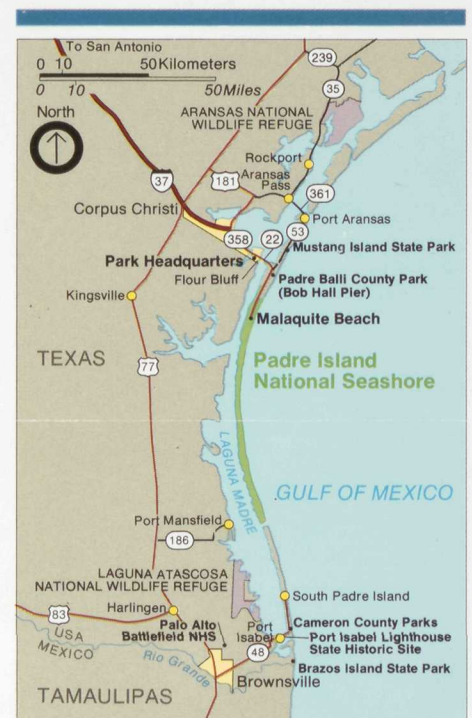 To San Antonio
0 10 50 Kilometers
0 10 50 Miles
North
239
35
ARANSAS NATIONAL
WILDLIFE REFUGE
Rockport
37
181
Aransas
Pass
361
Corpus Christi
Port Aransas
358
22
53
Mustang Island State Park
Park Headquarters
Flour Bluff
Padre Balli County Park
(Bob Hall Pier)
Kingsville
Malaquite Beach
TEXAS
77
Padre Island
National Seashore
LAGUNA MADRE
GULF OF MEXICO
Port Mansfield
186
LAGUNA ATASCOSA
NATIONAL WILDLIFE REFUGE
South Padre Island
83
Harlingen
USA
MEXICO
Palo Alto
Battlefield NHS
Port
Isabel
Cameron County Parks
Port Isabel Lighthouse
State Historic Site
48
Rio Grande
Brazos Island State Park
Brownsville
TAMAULIPAS